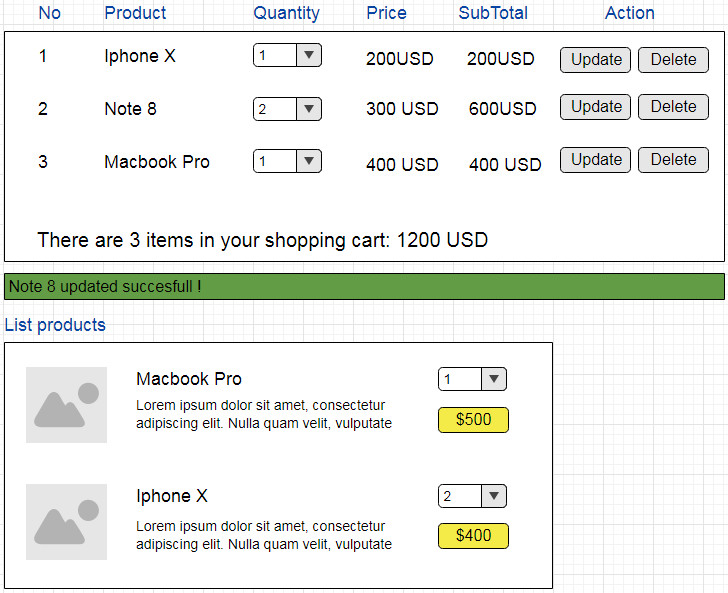 No Product Quantity Price SubTotal Action
1 Iphone X 1 200USD 200USD Update Delete
2 Note 8 2 300 USD 600USD Update Delete
3 Macbook Pro 1 400 USD 400 USD Update Delete
There are 3 items in your shopping cart: 1200 USD
Note 8 updated succesfull !
List products
Macbook Pro 1
Lorem ipsum dolor sit amet, consectetur
adipiscing elit. Nulla quam velit, vulputate
$500
Iphone X 2
Lorem ipsum dolor sit amet, consectetur
adipiscing elit. Nulla quam velit, vulputate
$400